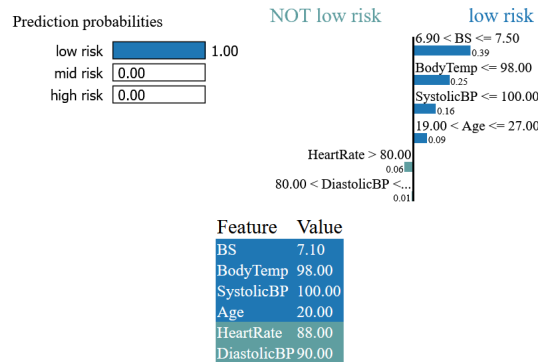 Prediction probabilities
low risk 1.00
mid risk 0.00
high risk 0.00
NOT low risk low risk
6.90 < BS <= 7.50
0.39
BodyTemp <= 98.00
0.25
SystolicBP <= 100.00
0.16
19.00 < Age <= 27.00
0.09
HeartRate > 80.00
0.06
80.00 < DiastolicBP <...
0.01
Feature Value
BS 7.10
BodyTemp 98.00
SystolicBP 100.00
Age 20.00
HeartRate 88.00
DiastolicBP 90.00